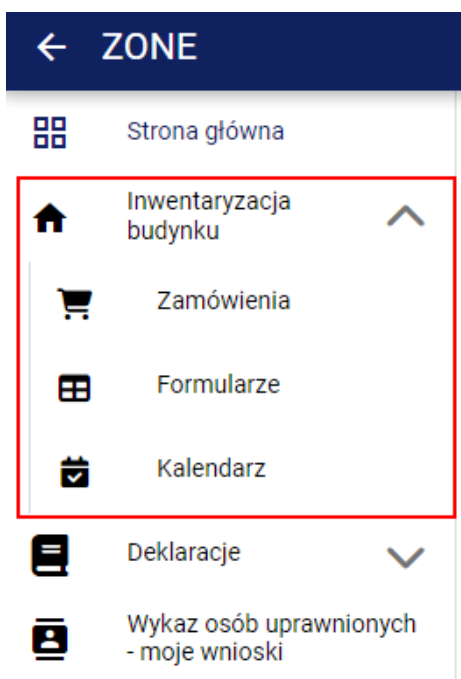 ZONE
Strona główna
Inwentaryzacja
budynku
Zamówienia
Formularze
Kalendarz
Deklaracje
Wykaz osób uprawnionych
- moje wnioski